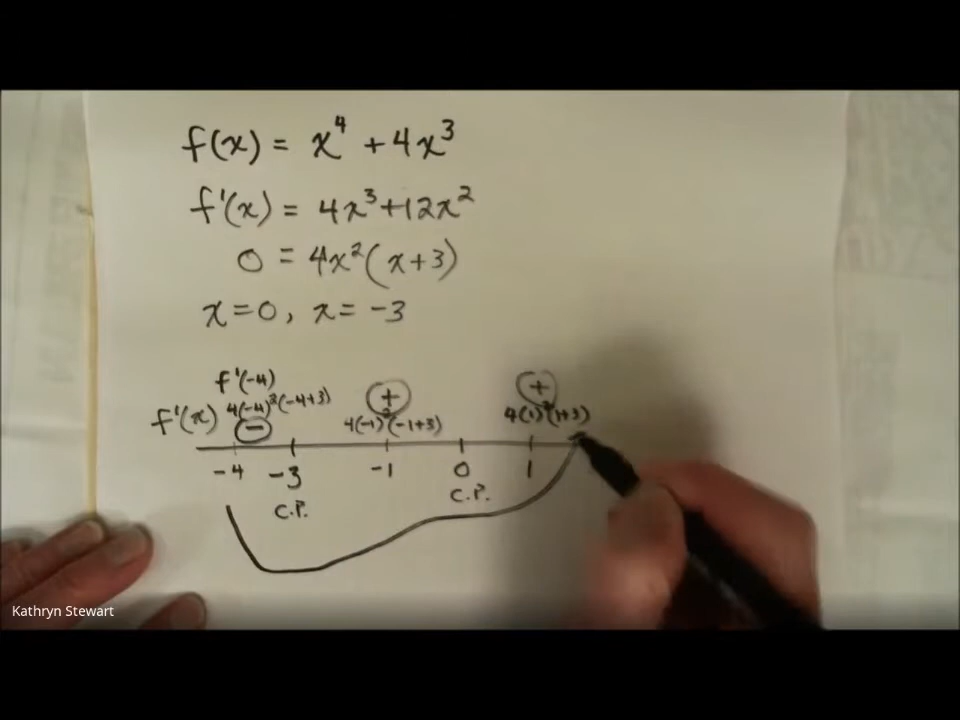 f(x) = x⁴ + 4x³
f'(x) = 4x³+12x²
0 = 4x²(x+3)
x=0, x= -3
f'(-4)
f'(x) 4(-4)²(-4+3) 4(-1)²(-1+3) 4(1)²(1+3)
− + +
-4 -3 -1 0 1
C.P. C.P.
Kathryn Stewart